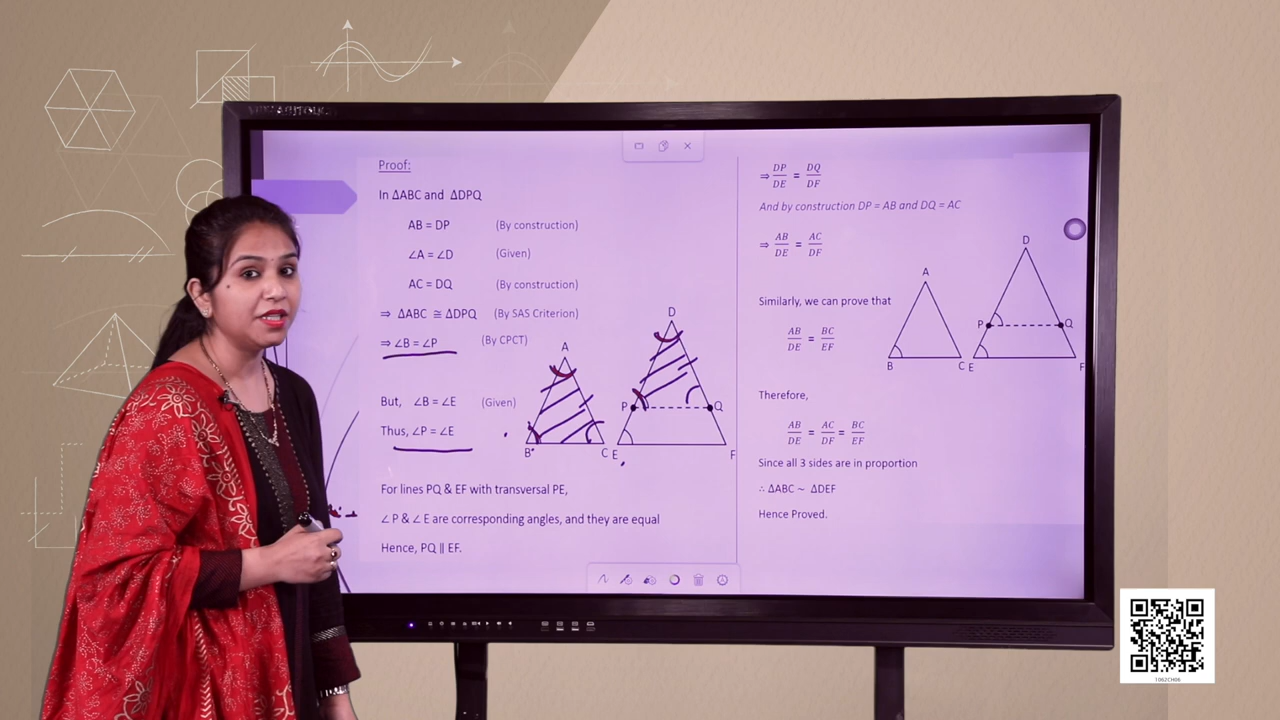 Proof:
In ΔABC and ΔDPQ
AB = DP (By construction)
∠A = ∠D (Given)
AC = DQ (By construction)
⇒ ΔABC ≅ ΔDPQ (By SAS Criterion)
⇒ ∠B = ∠P (By CPCT)
But, ∠B = ∠E (Given)
Thus, ∠P = ∠E
A
B
C
D
P
Q
E
F
For lines PQ & EF with transversal PE,
∠P & ∠E are corresponding angles, and they are equal
Hence, PQ || EF.
⇒ DP/DE = DQ/DF
And by construction DP = AB and DQ = AC
⇒ AB/DE = AC/DF
Similarly, we can prove that
AB/DE = BC/EF
A
B
C
D
P
Q
E
F
Therefore,
AB/DE = AC/DF = BC/EF
Since all 3 sides are in proportion
∴ ΔABC ~ ΔDEF
Hence Proved.
1062CH06